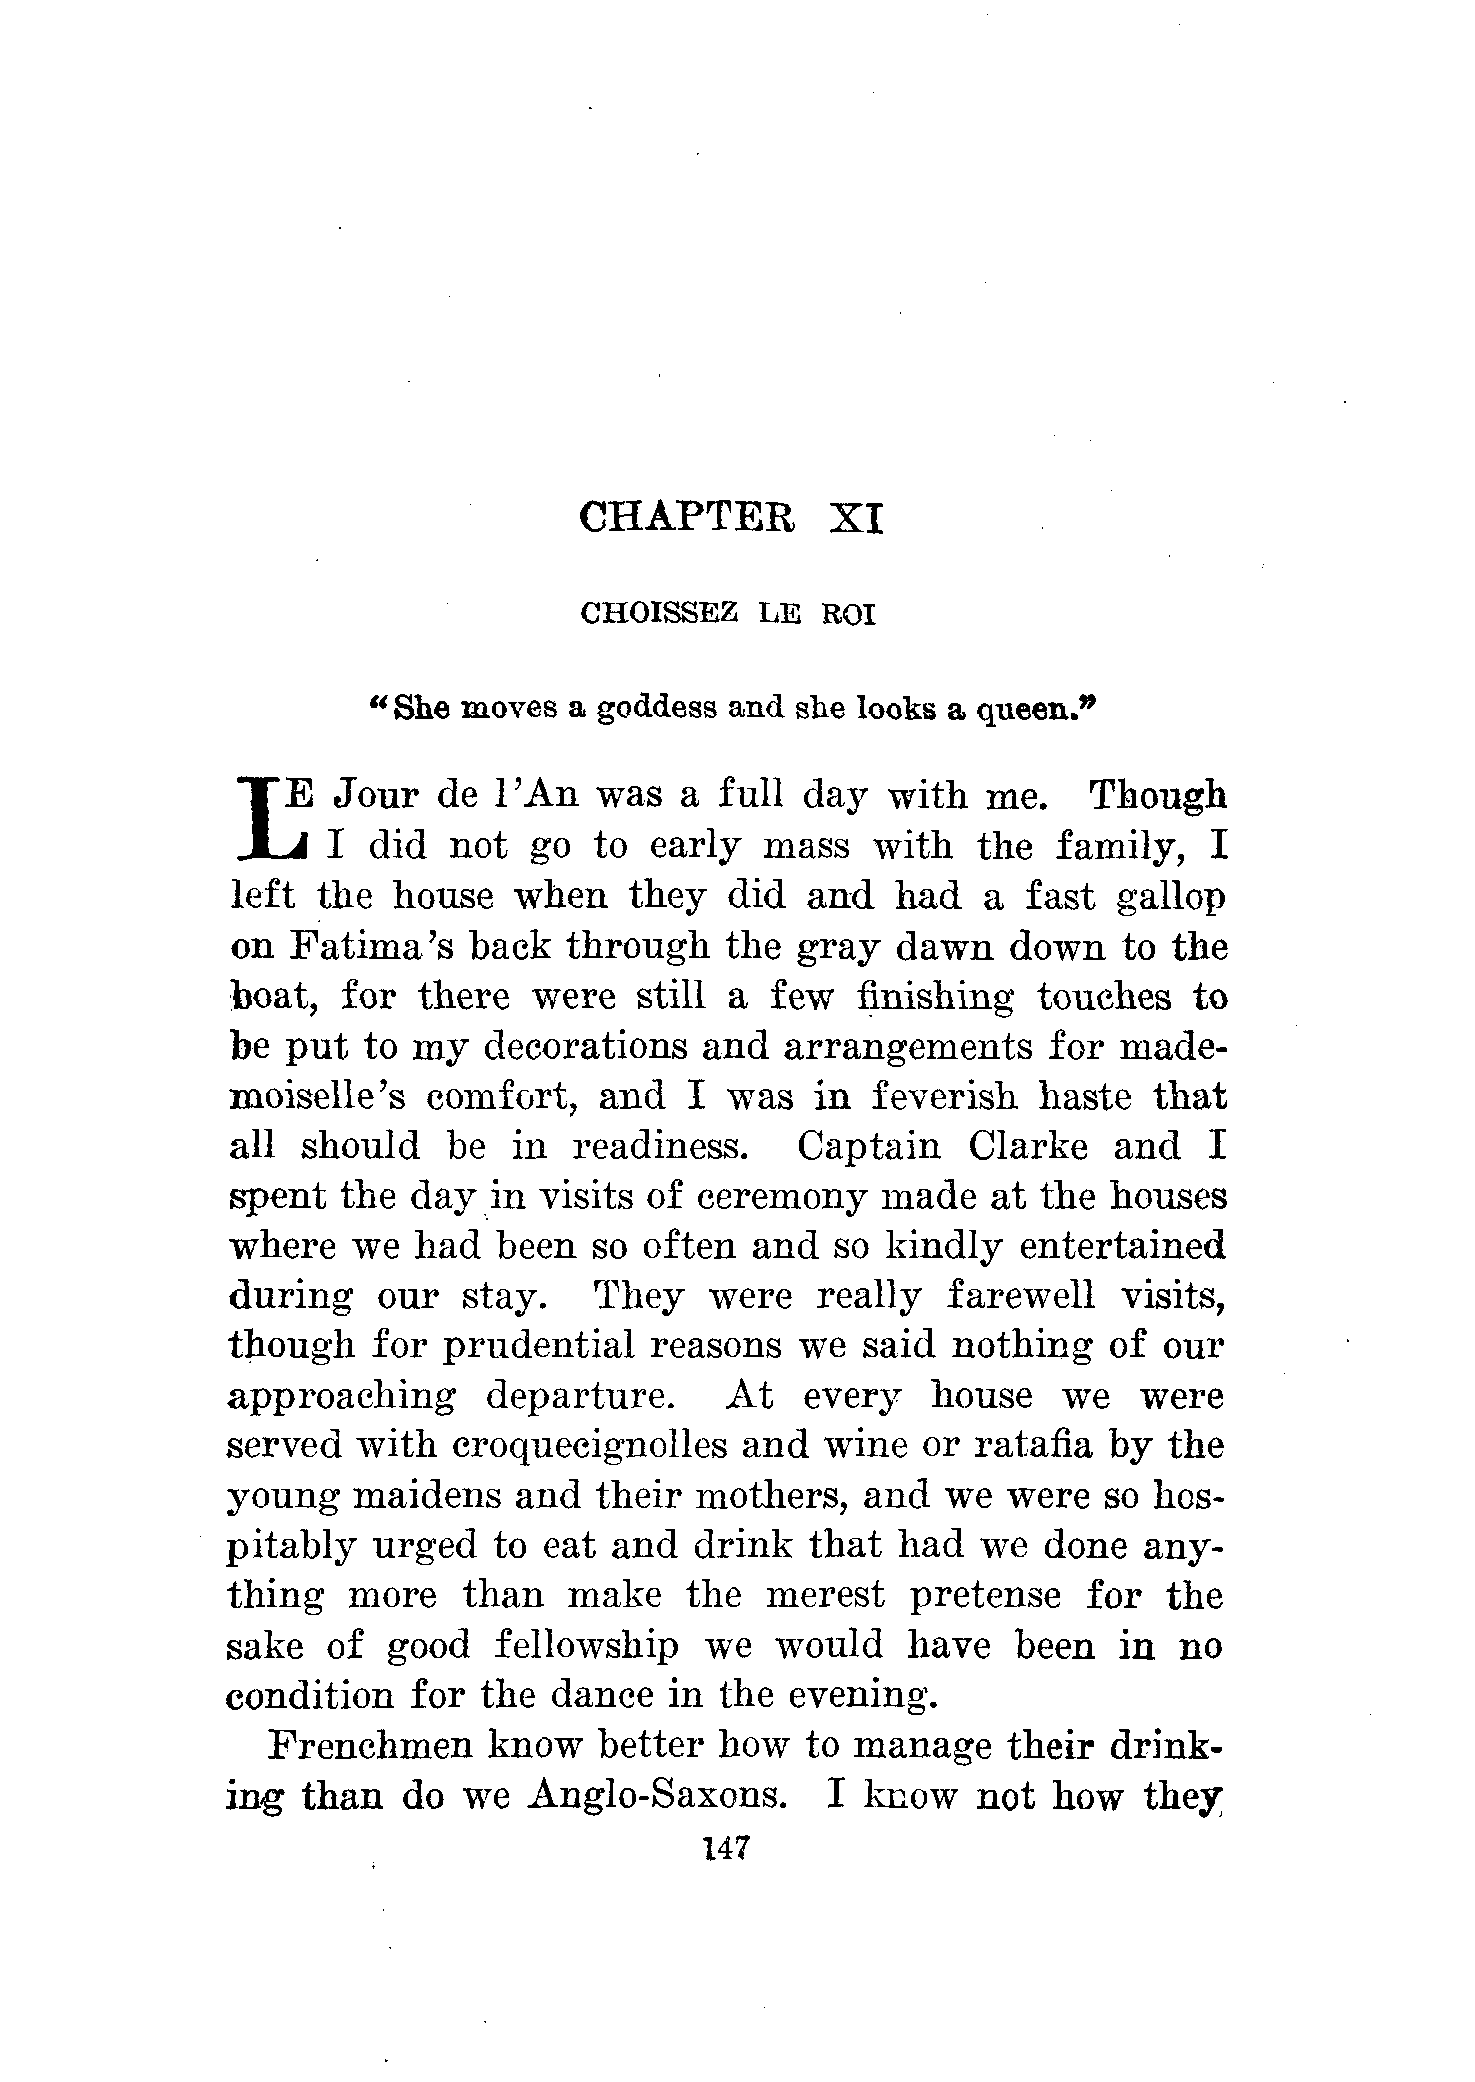 CHAPTER XI
CHOISSEZ LE ROI
"She moves a goddess and she looks a queen."
LE Jour de l'An was a full day with me. Though
I did not go to early mass with the family, I
left the house when they did and had a fast gallop
on Fatima's back through the gray dawn down to the
boat, for there were still a few finishing touches to
be put to my decorations and arrangements for made-
moiselle's comfort, and I was in feverish haste that
all should be in readiness. Captain Clarke and I
spent the day in visits of ceremony made at the houses
where we had been so often and so kindly entertained
during our stay. They were really farewell visits,
though for prudential reasons we said nothing of our
approaching departure. At every house we were
served with croquecignolles and wine or ratafia by the
young maidens and their mothers, and we were so hos-
pitably urged to eat and drink that had we done any-
thing more than make the merest pretense for the
sake of good fellowship we would have been in no
condition for the dance in the evening.
Frenchmen know better how to manage their drink-
ing than do we Anglo-Saxons. I know not how they
147